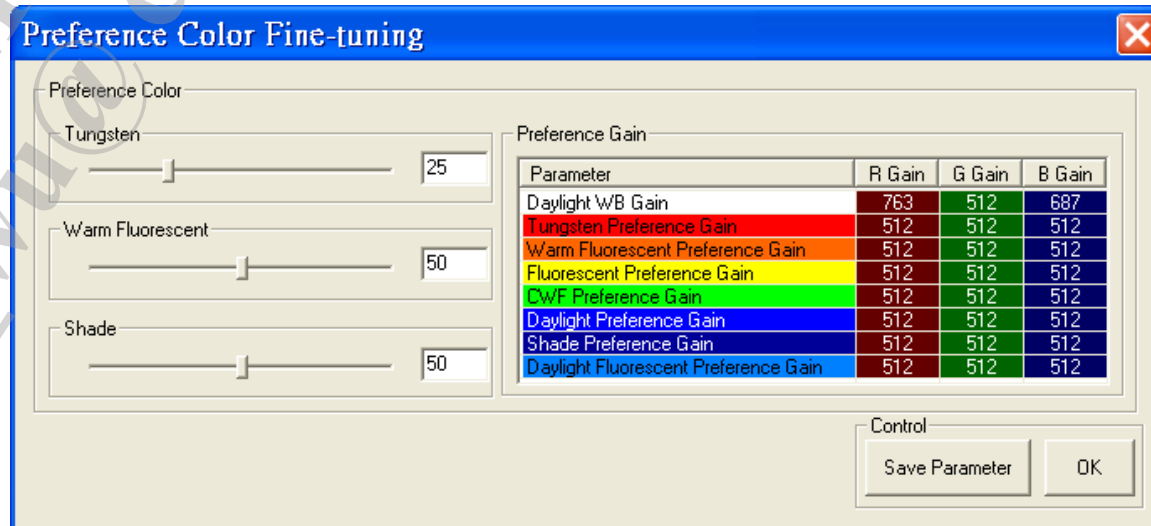 Preference Color Fine-tuning
Preference Color
Tungsten
25
Warm Fluorescent
50
Shade
50
Preference Gain
Parameter R Gain G Gain B Gain
Daylight WB Gain 763 512 687
Tungsten Preference Gain 512 512 512
Warm Fluorescent Preference Gain 512 512 512
Fluorescent Preference Gain 512 512 512
CWF Preference Gain 512 512 512
Daylight Preference Gain 512 512 512
Shade Preference Gain 512 512 512
Daylight Fluorescent Preference Gain 512 512 512
Control
Save Parameter OK